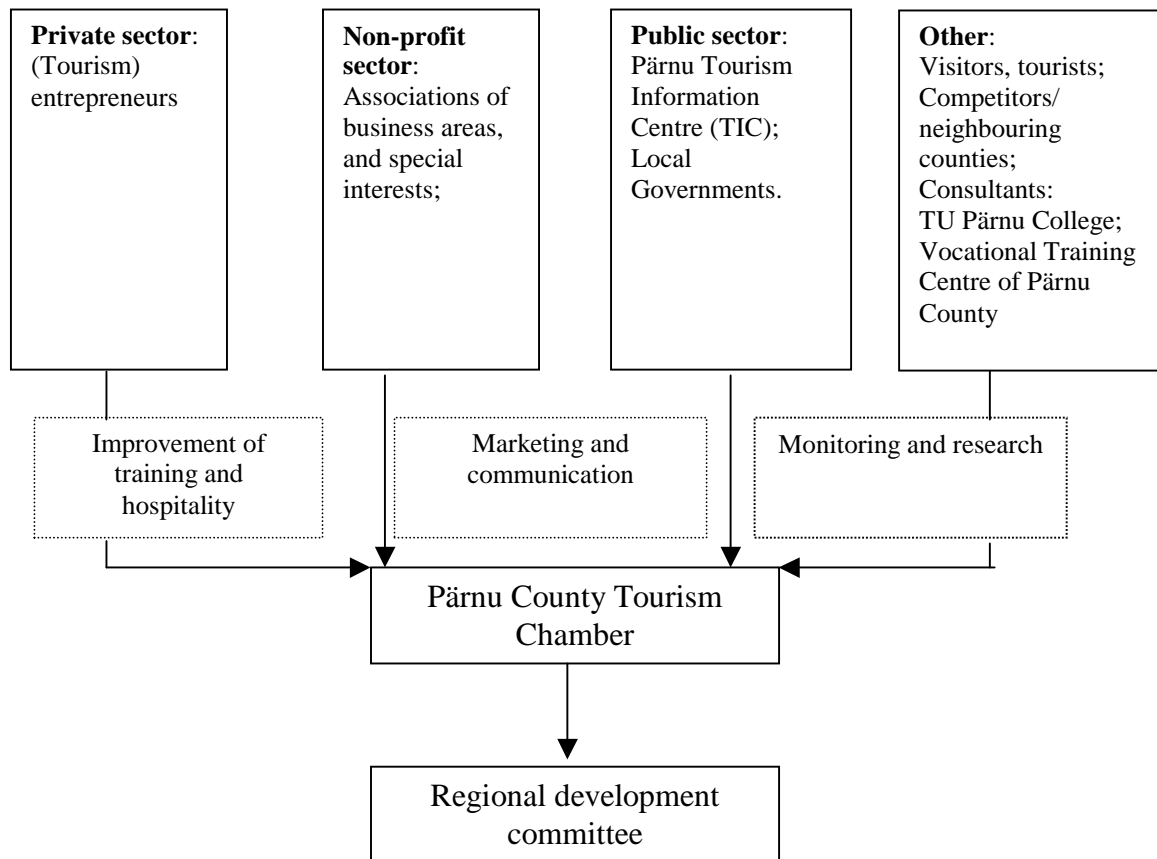 Private sector:
(Tourism)
entrepreneurs
Non-profit
sector:
Associations of
business areas,
and special
interests;
Public sector:
Pärnu Tourism
Information
Centre (TIC);
Local
Governments.
Other:
Visitors, tourists;
Competitors/
neighbouring
counties;
Consultants:
TU Pärnu College;
Vocational Training
Centre of Pärnu
County
Improvement of
training and
hospitality
Marketing and
communication
Monitoring and research
Pärnu County Tourism
Chamber
Regional development
committee